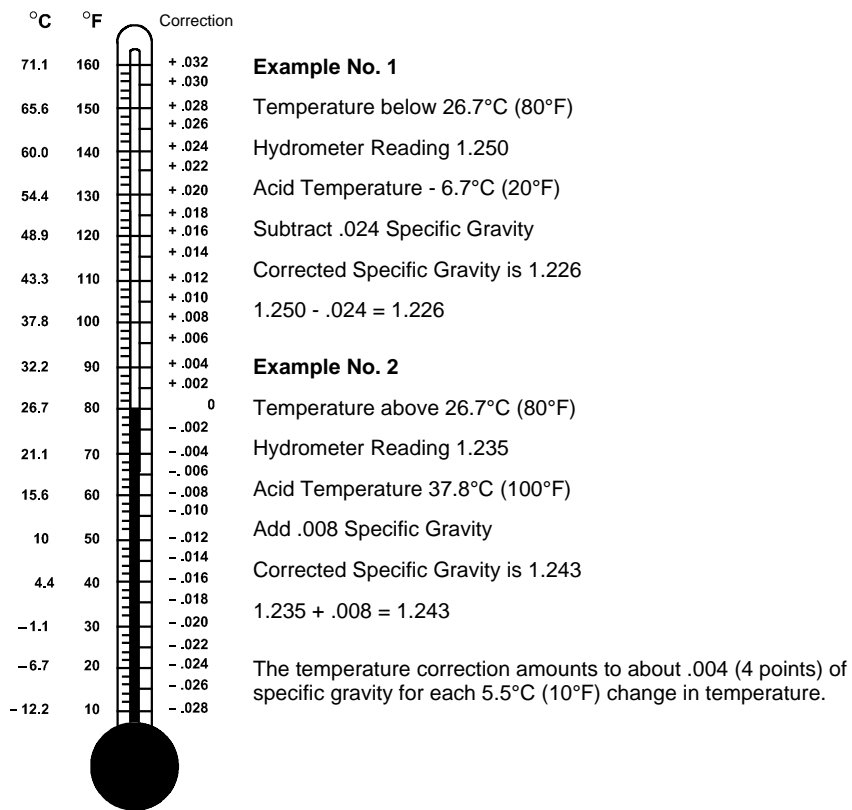 °C °F Correction
71.1 160 + .032
+ .030
65.6 150 + .028
+ .026
60.0 140 + .024
+ .022
54.4 130 + .020
+ .018
48.9 120 + .016
+ .014
43.3 110 + .012
+ .010
37.8 100 + .008
+ .006
32.2 90 + .004
+ .002
26.7 80 0
– .002
21.1 70 – .004
–. 006
15.6 60 – .008
– .010
10 50 – .012
– .014
4.4 40 – .016
– .018
–1.1 30 – .020
– .022
–6.7 20 – .024
– .026
– 12.2 10 – .028
Example No. 1
Temperature below 26.7°C (80°F)
Hydrometer Reading 1.250
Acid Temperature - 6.7°C (20°F)
Subtract .024 Specific Gravity
Corrected Specific Gravity is 1.226
1.250 - .024 = 1.226
Example No. 2
Temperature above 26.7°C (80°F)
Hydrometer Reading 1.235
Acid Temperature 37.8°C (100°F)
Add .008 Specific Gravity
Corrected Specific Gravity is 1.243
1.235 + .008 = 1.243
The temperature correction amounts to about .004 (4 points) of
specific gravity for each 5.5°C (10°F) change in temperature.